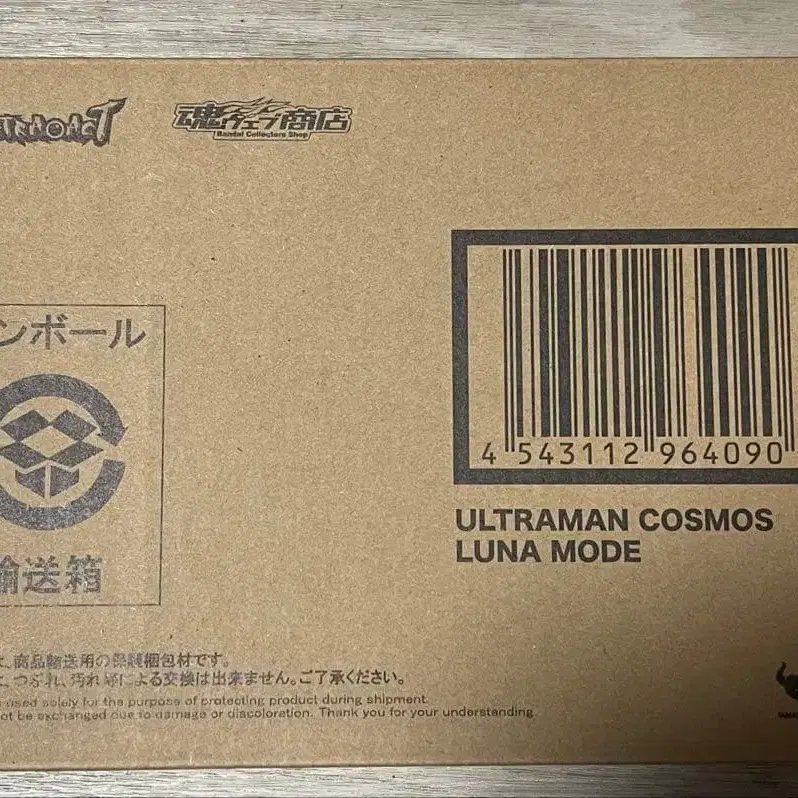 魂ウェブ商店
Bandai Collectors Shop
4 543112 964090
ULTRAMAN COSMOS
LUNA MODE
ンボール
輸送箱
、商品輸送用の保護梱包材です。
、つぶれ、汚れ等による交換は出来ません。ご了承ください。
used solely for the purpose of protecting product during shipment.
not be exchanged due to damage or discoloration. Thank you for your understanding.